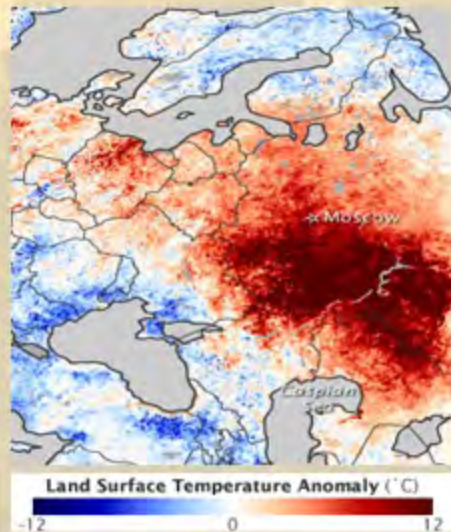 Moscow
Caspian
Sea
Land Surface Temperature Anomaly (°C)
-12 0 12